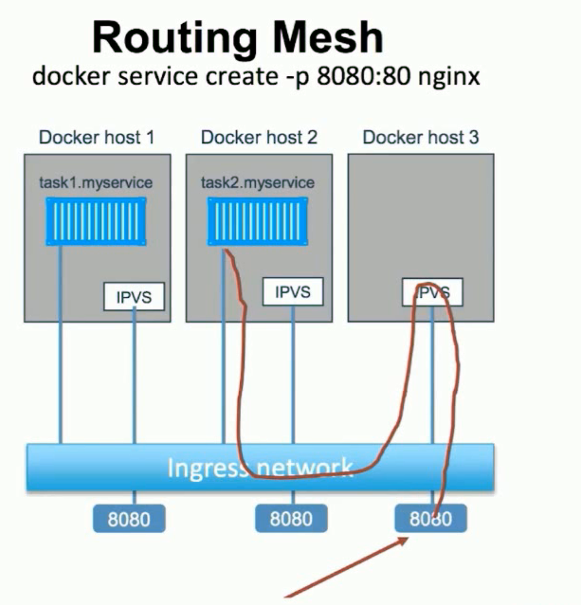 Routing Mesh
docker service create -p 8080:80 nginx
Docker host 1
Docker host 2
Docker host 3
task1.myservice
task2.myservice
IPVS
IPVS
IPVS
Ingress network
8080
8080
8080